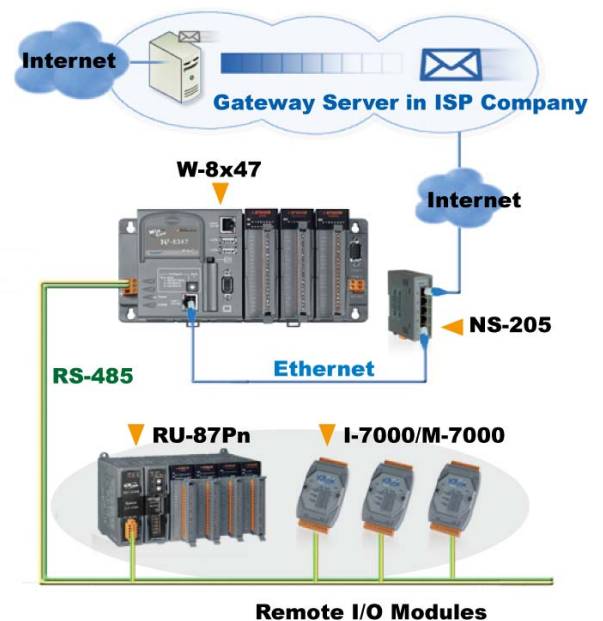 Internet
Gateway Server in ISP Company
W-8x47
Internet
W-8347
NS-205
Ethernet
RS-485
RU-87Pn
I-7000/M-7000
Remote I/O Modules